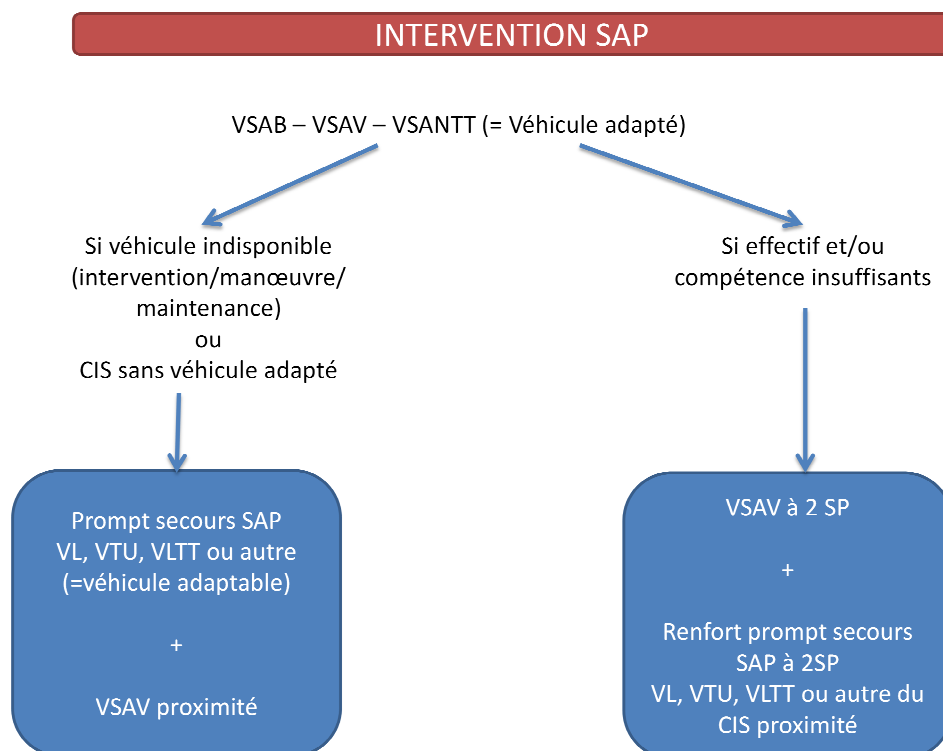 INTERVENTION SAP
VSAB – VSAV – VSANTT (= Véhicule adapté)
Si véhicule indisponible
(intervention/manœuvre/
maintenance)
ou
CIS sans véhicule adapté
Si effectif et/ou
compétence insuffisants
Prompt secours SAP
VL, VTU, VLTT ou autre
(=véhicule adaptable)
+
VSAV proximité
VSAV à 2 SP
+
Renfort prompt secours
SAP à 2SP
VL, VTU, VLTT ou autre du
CIS proximité